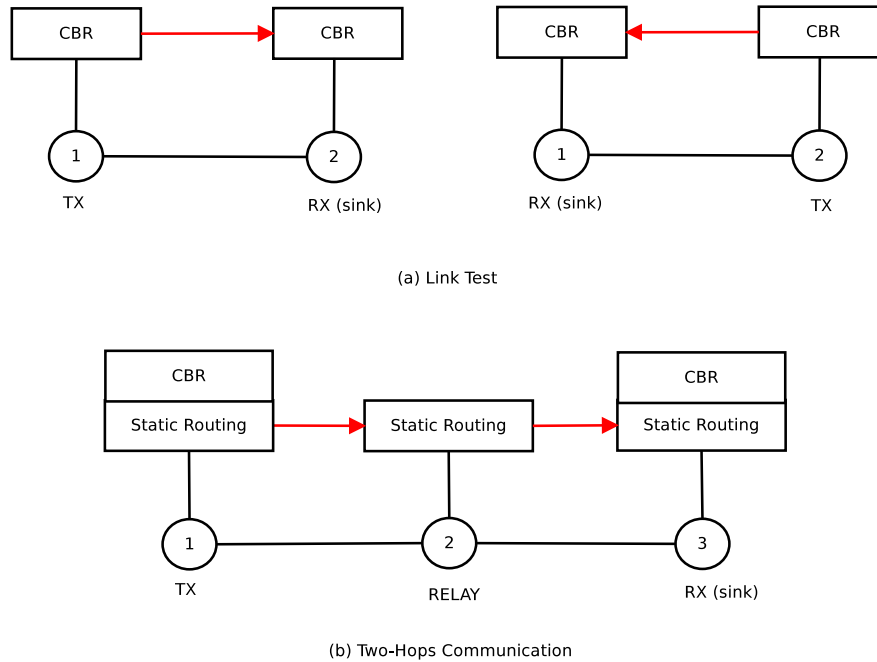 CBR
CBR
CBR
CBR
1
2
1
2
TX
RX (sink)
RX (sink)
TX
(a) Link Test
CBR
CBR
Static Routing
Static Routing
Static Routing
1
2
3
TX
RELAY
RX (sink)
(b) Two-Hops Communication